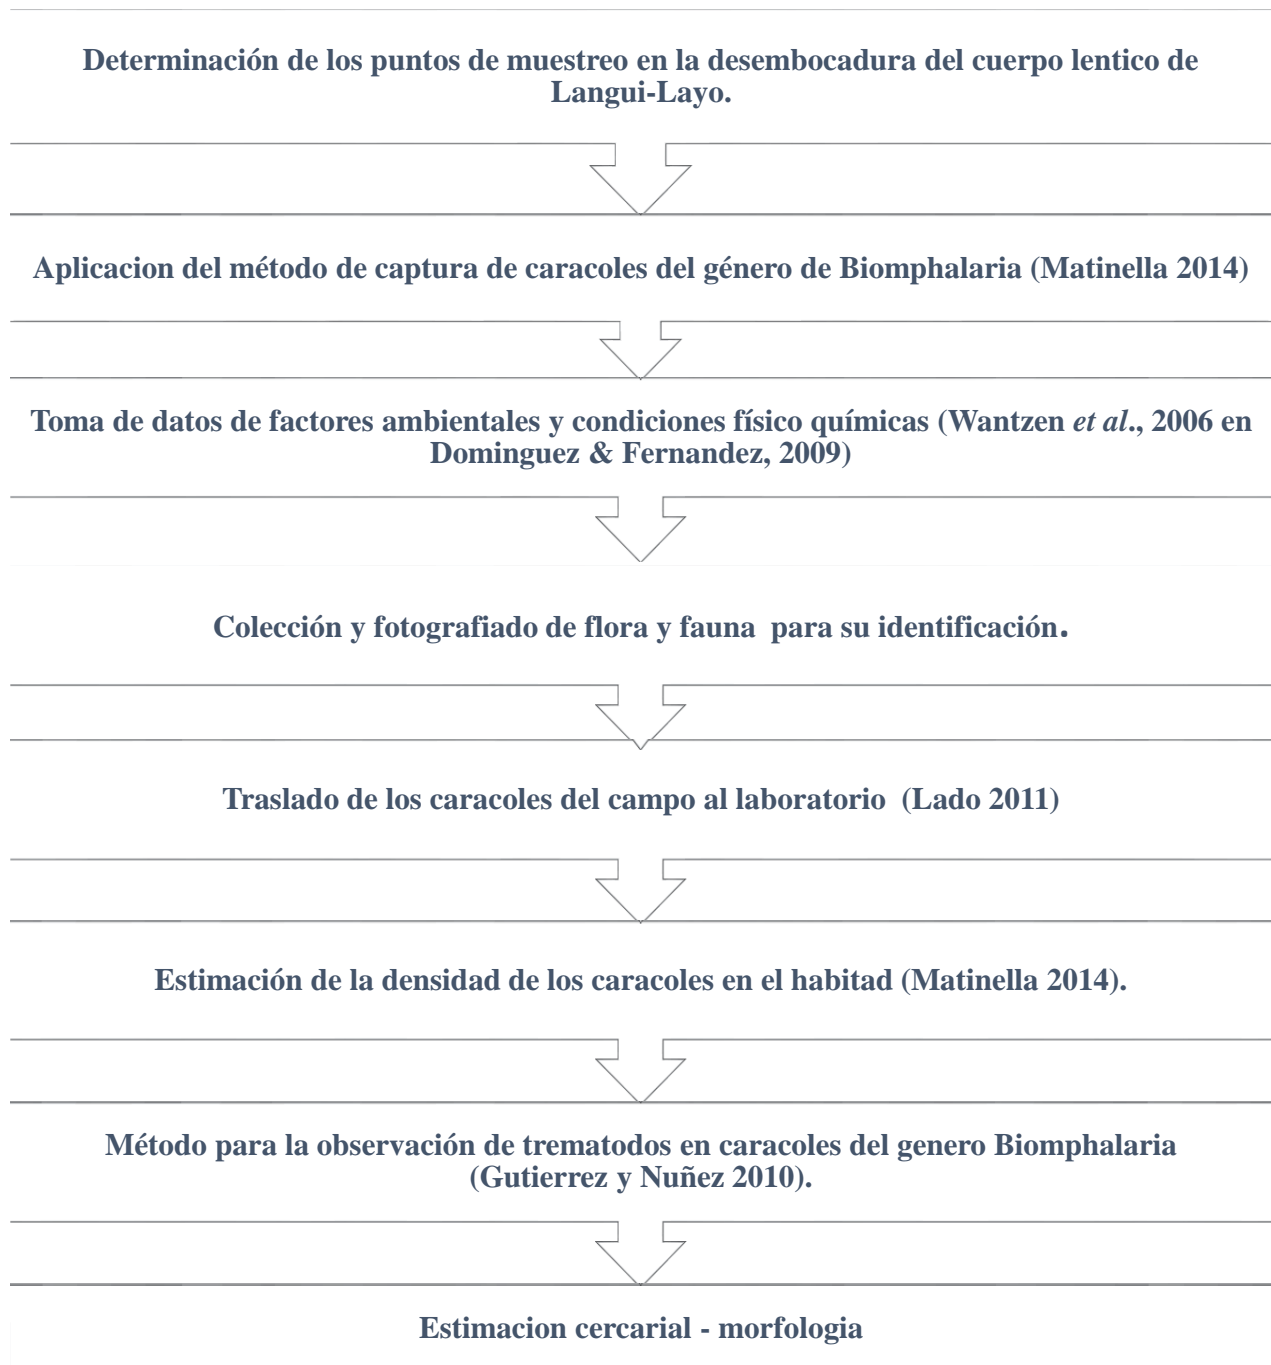 Determinación de los puntos de muestreo en la desembocadura del cuerpo lentico de
Langui-Layo.
Aplicacion del método de captura de caracoles del género de Biomphalaria (Matinella 2014)
Toma de datos de factores ambientales y condiciones físico químicas (Wantzen et al., 2006 en
Dominguez & Fernandez, 2009)
Colección y fotografiado de flora y fauna  para su identificación.
Traslado de los caracoles del campo al laboratorio  (Lado 2011)
Estimación de la densidad de los caracoles en el habitad (Matinella 2014).
Método para la observación de trematodos en caracoles del genero Biomphalaria
(Gutierrez y Nuñez 2010).
Estimacion cercarial - morfologia